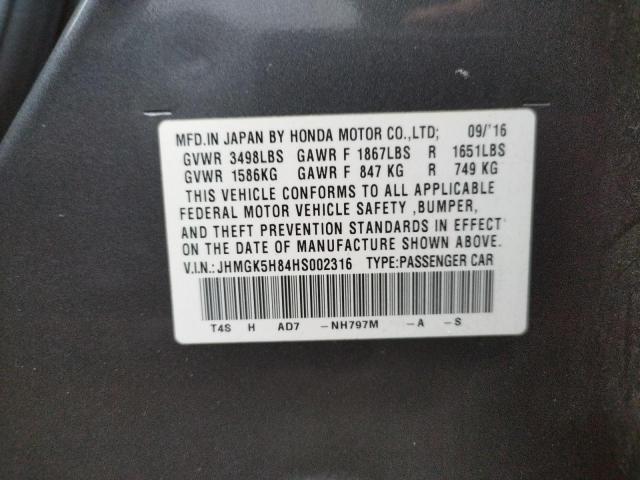 MFD.IN JAPAN BY HONDA MOTOR CO.,LTD; 09/'16
GVWR 3498LBS GAWR F 1867LBS R 1651LBS
GVWR 1586KG GAWR F 847 KG R 749 KG
THIS VEHICLE CONFORMS TO ALL APPLICABLE
FEDERAL MOTOR VEHICLE SAFETY ,BUMPER,
AND THEFT PREVENTION STANDARDS IN EFFECT
ON THE DATE OF MANUFACTURE SHOWN ABOVE.
V.I.N.: JHMGK5H84HS002316 TYPE:PASSENGER CAR
T4S H AD7 -NH797M -A -S